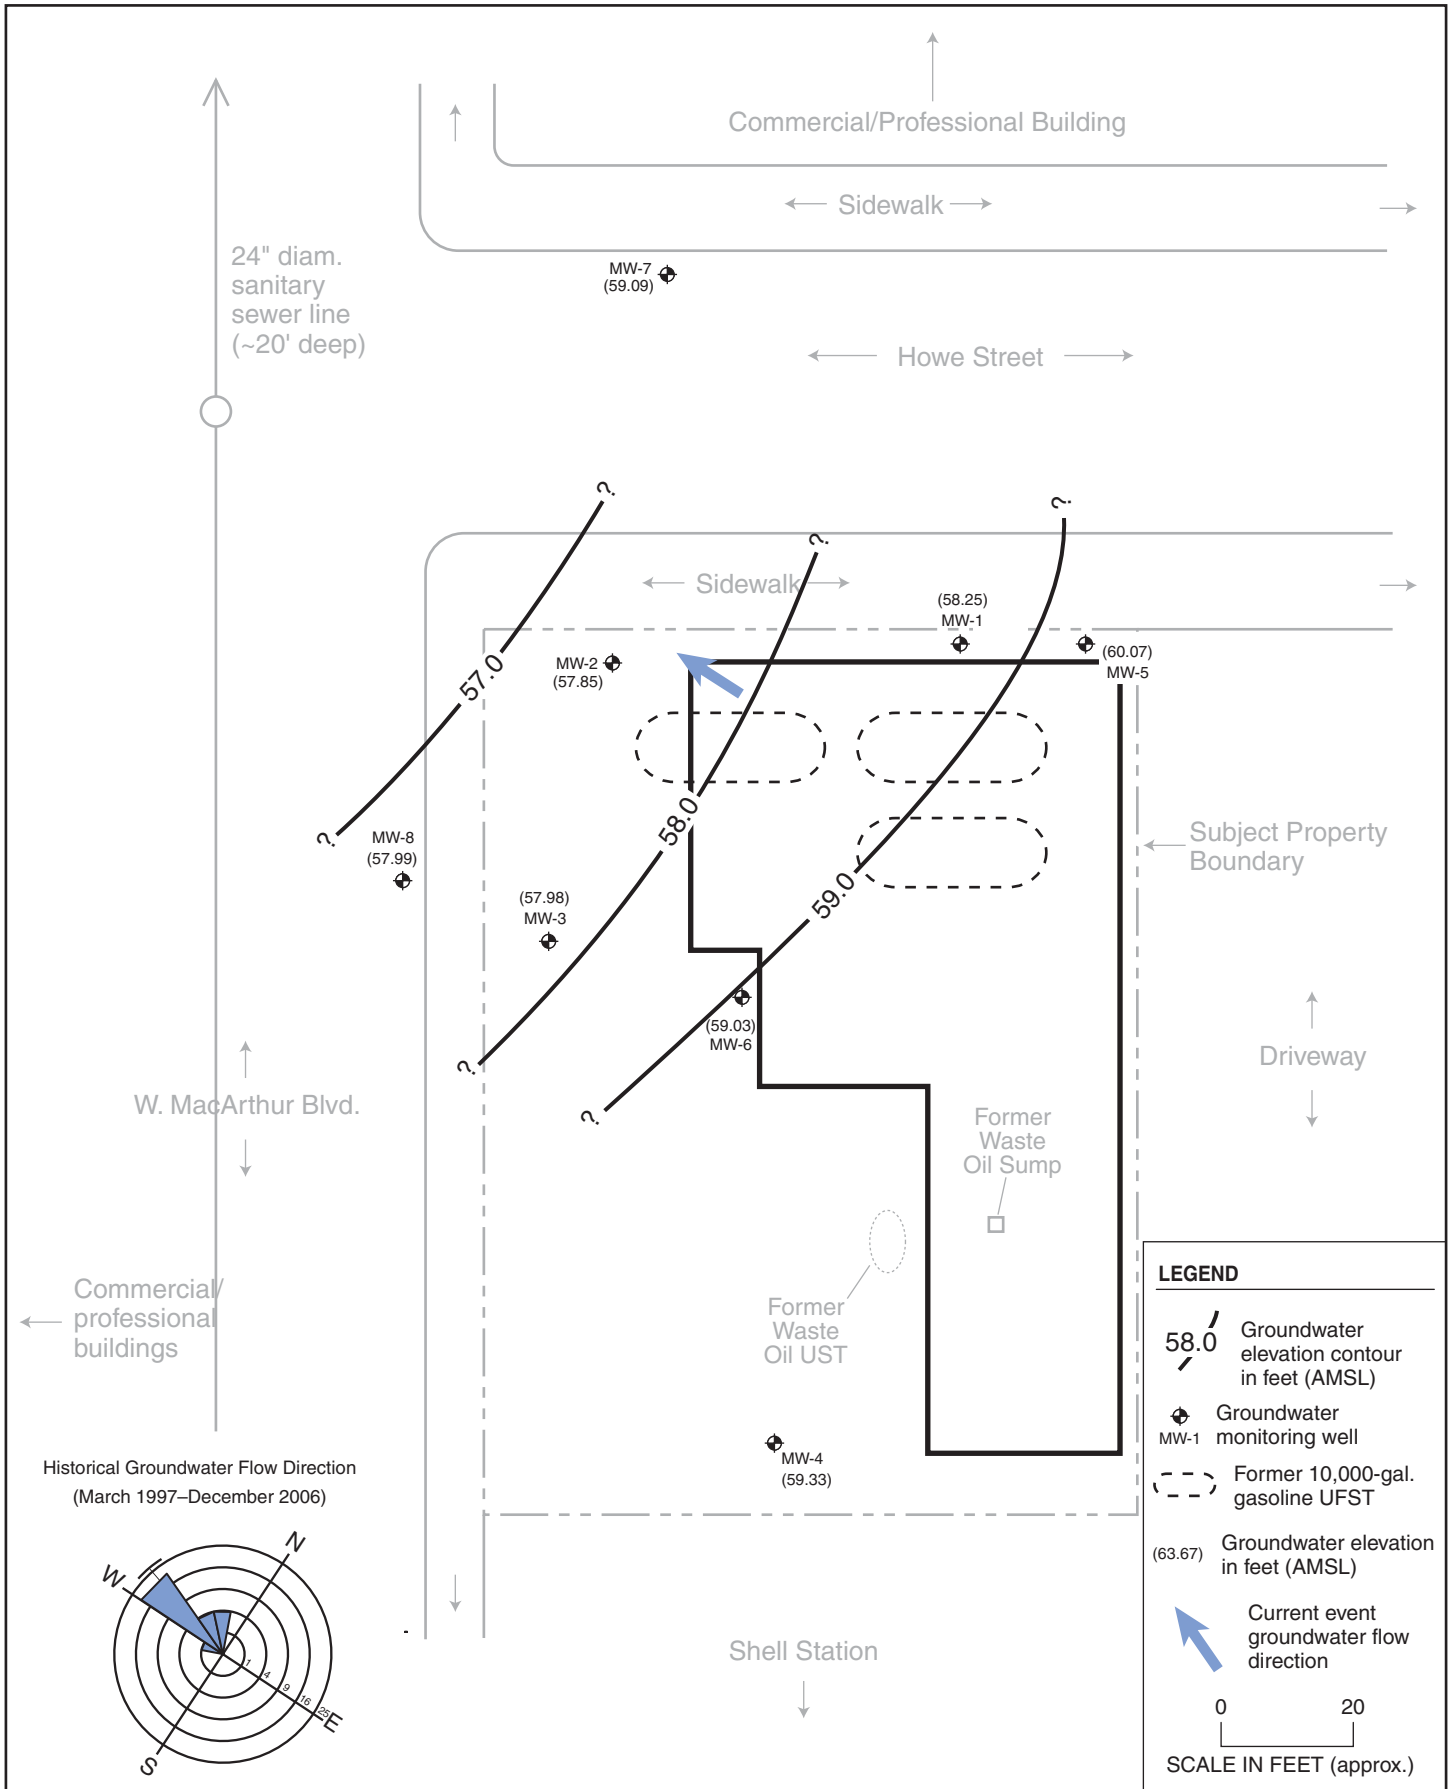 Commercial/Professional Building
Sidewalk
24" diam.
sanitary
sewer line
(~20' deep)
MW-7
(59.09)
Howe Street
?
?
?
Sidewalk
(58.25)
MW-1
57.0
MW-2
(57.85)
(60.07)
MW-5
58.0
?
MW-8
(57.99)
Subject Property
Boundary
59.0
(57.98)
MW-3
(59.03)
MW-6
?
?
Driveway
W. MacArthur Blvd.
Former
Waste
Oil Sump
Commercial/
professional
buildings
Former
Waste
Oil UST
MW-4
(59.33)
Shell Station
Historical Groundwater Flow Direction
(March 1997–December 2006)
N
W
1
4
9
16
25
E
S
LEGEND
58.0
Groundwater
elevation contour
in feet (AMSL)
MW-1
Groundwater
monitoring well
Former 10,000-gal.
gasoline UFST
(63.67)
Groundwater elevation
in feet (AMSL)
Current event
groundwater flow
direction
0 20
SCALE IN FEET (approx.)